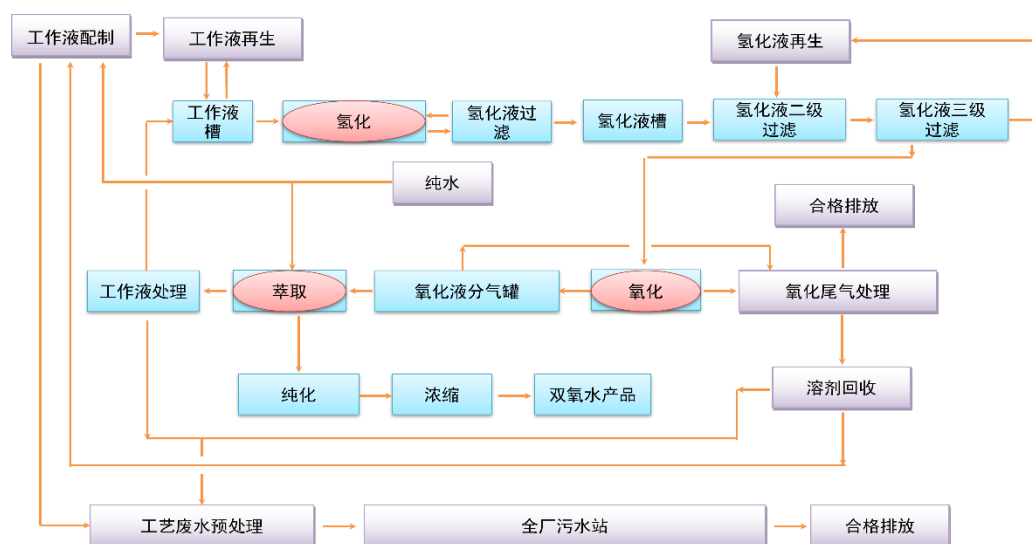 工作液配制
工作液再生
氢化液再生
工作液
槽
氢化
氢化液过
滤
氢化液槽
氢化液二级
过滤
氢化液三级
过滤
纯水
合格排放
工作液处理
萃取
氧化液分气罐
氧化
氧化尾气处理
纯化
浓缩
双氧水产品
溶剂回收
工艺废水预处理
全厂污水站
合格排放